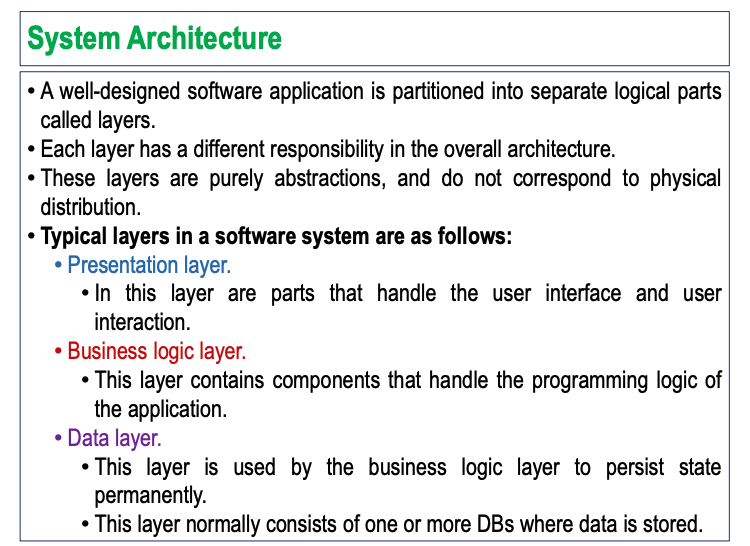 System Architecture
• A well-designed software application is partitioned into separate logical parts
called layers.
• Each layer has a different responsibility in the overall architecture.
• These layers are purely abstractions, and do not correspond to physical
distribution.
• Typical layers in a software system are as follows:
• Presentation layer.
• In this layer are parts that handle the user interface and user
interaction.
• Business logic layer.
• This layer contains components that handle the programming logic of
the application.
• Data layer.
• This layer is used by the business logic layer to persist state
permanently.
• This layer normally consists of one or more DBs where data is stored.